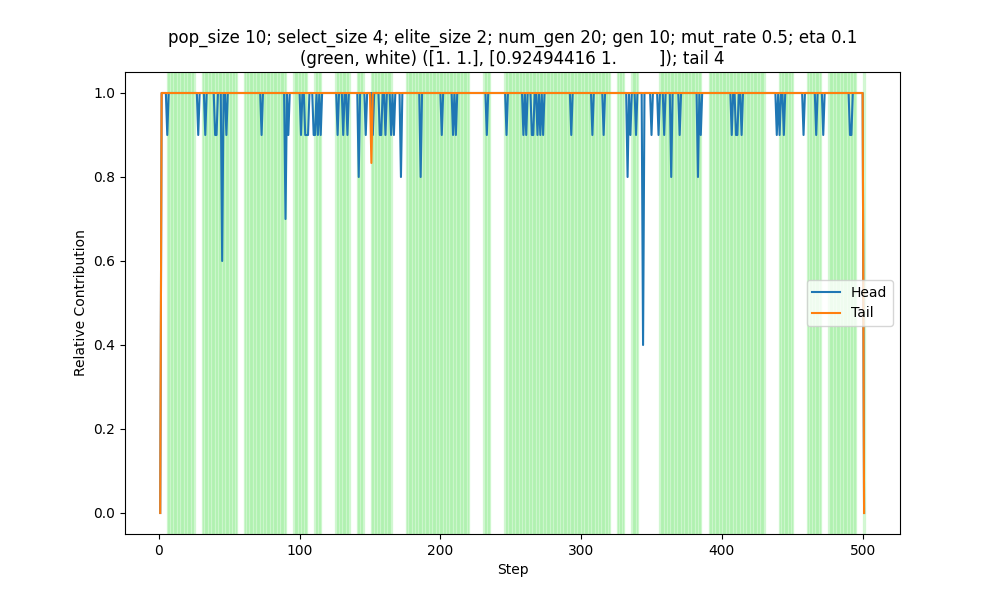 pop_size 10; select_size 4; elite_size 2; num_gen 20; gen 10; mut_rate 0.5; eta 0.1
(green, white) ([1. 1.], [0.92494416 1.         ]); tail 4
1.0
0.8
0.6
0.4
0.2
0.0
Relative Contribution
Head
Tail
0
100
200
300
400
500
Step